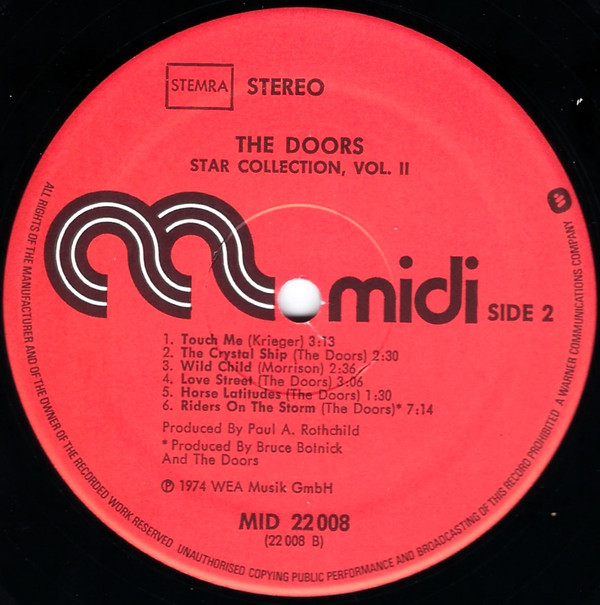 STEMRA STEREO
THE DOORS
STAR COLLECTION, VOL. II
midi SIDE 2
1. Touch Me (Krieger) 3:13
2. The Crystal Ship (The Doors) 2:30
3. Wild Child (Morrison) 2:36
4. Love Street (The Doors) 3:06
5. Horse Latitudes (The Doors) 1:30
6. Riders On The Storm (The Doors)* 7:14
Produced By Paul A. Rothchild
* Produced By Bruce Botnick
And The Doors
℗ 1974 WEA Musik GmbH
MID 22 008
(22 008 B)
ALL RIGHTS OF THE MANUFACTURER AND OF THE OWNER OF THE RECORDED WORK RESERVED UNAUTHORISED COPYING PUBLIC PERFORMANCE AND BROADCASTING OF THIS RECORD PROHIBITED A WARNER COMMUNICATIONS COMPANY